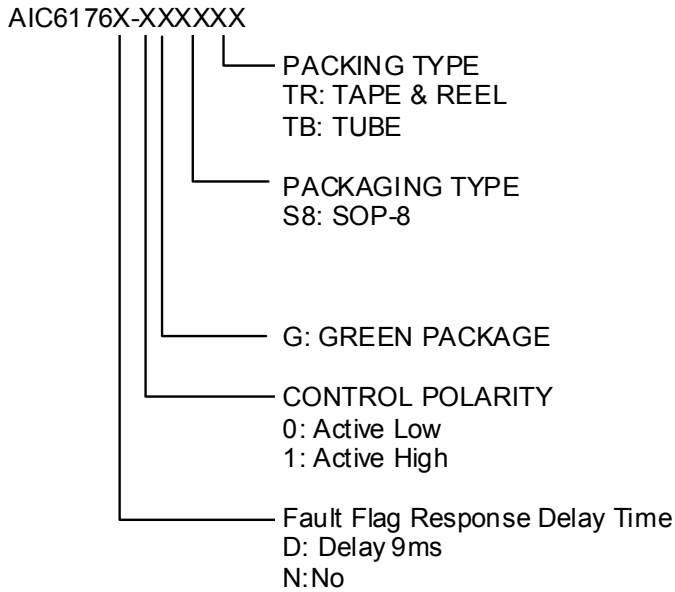 AIC6176X-XXXXXX
PACKING TYPE
TR: TAPE & REEL
TB: TUBE
PACKAGING TYPE
S8: SOP-8
G: GREEN PACKAGE
CONTROL POLARITY
0: Active Low
1: Active High
Fault Flag Response Delay Time
D: Delay 9ms
N:No